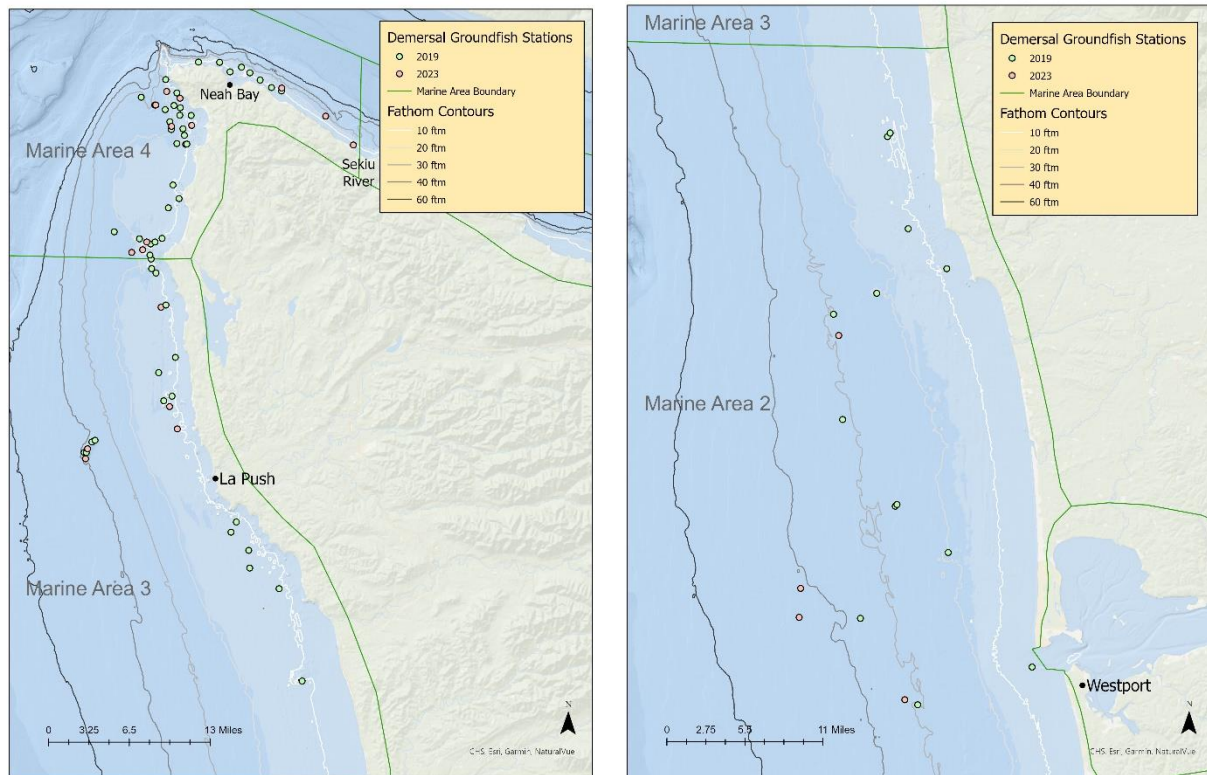 Demersal Groundfish Stations
2019
2023
Marine Area Boundary
Fathom Contours
10 ftm
20 ftm
30 ftm
40 ftm
60 ftm
Neah Bay
Marine Area 4
Sekiu
River
La Push
Marine Area 3
0 3.25 6.5 13 Miles
N
CHS, Esri, Garmin, NaturalVue
Marine Area 3
Demersal Groundfish Stations
2019
2023
Marine Area Boundary
Fathom Contours
10 ftm
20 ftm
30 ftm
40 ftm
60 ftm
Marine Area 2
Westport
0 2.75 5.5 11 Miles
N
CHS, Esri, Garmin, NaturalVue